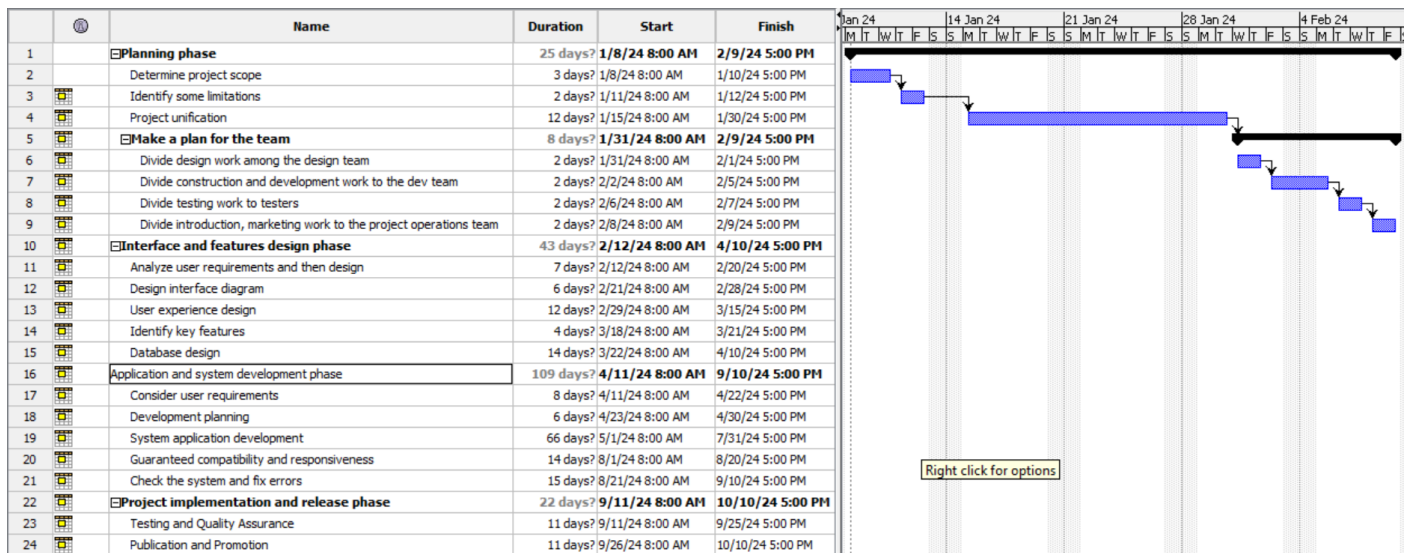 Name Duration Start Finish
Jan 24 14 Jan 24 21 Jan 24 28 Jan 24 4 Feb 24
M T W T F S S M T W T F S S M T W T F S S M T W T F S S M T W T F S
1 Planning phase 25 days? 1/8/24 8:00 AM 2/9/24 5:00 PM
2 Determine project scope 3 days? 1/8/24 8:00 AM 1/10/24 5:00 PM
3 Identify some limitations 2 days? 1/11/24 8:00 AM 1/12/24 5:00 PM
4 Project unification 12 days? 1/15/24 8:00 AM 1/30/24 5:00 PM
5 Make a plan for the team 8 days? 1/31/24 8:00 AM 2/9/24 5:00 PM
6 Divide design work among the design team 2 days? 1/31/24 8:00 AM 2/1/24 5:00 PM
7 Divide construction and development work to the dev team 2 days? 2/2/24 8:00 AM 2/5/24 5:00 PM
8 Divide testing work to testers 2 days? 2/6/24 8:00 AM 2/7/24 5:00 PM
9 Divide introduction, marketing work to the project operations team 2 days? 2/8/24 8:00 AM 2/9/24 5:00 PM
10 Interface and features design phase 43 days? 2/12/24 8:00 AM 4/10/24 5:00 PM
11 Analyze user requirements and then design 7 days? 2/12/24 8:00 AM 2/20/24 5:00 PM
12 Design interface diagram 6 days? 2/21/24 8:00 AM 2/28/24 5:00 PM
13 User experience design 12 days? 2/29/24 8:00 AM 3/15/24 5:00 PM
14 Identify key features 4 days? 3/18/24 8:00 AM 3/21/24 5:00 PM
15 Database design 14 days? 3/22/24 8:00 AM 4/10/24 5:00 PM
16 Application and system development phase 109 days? 4/11/24 8:00 AM 9/10/24 5:00 PM
17 Consider user requirements 8 days? 4/11/24 8:00 AM 4/22/24 5:00 PM
18 Development planning 6 days? 4/23/24 8:00 AM 4/30/24 5:00 PM
19 System application development 66 days? 5/1/24 8:00 AM 7/31/24 5:00 PM
20 Guaranteed compatibility and responsiveness 14 days? 8/1/24 8:00 AM 8/20/24 5:00 PM
21 Check the system and fix errors 15 days? 8/21/24 8:00 AM 9/10/24 5:00 PM
22 Project implementation and release phase 22 days? 9/11/24 8:00 AM 10/10/24 5:00 PM
23 Testing and Quality Assurance 11 days? 9/11/24 8:00 AM 9/25/24 5:00 PM
24 Publication and Promotion 11 days? 9/26/24 8:00 AM 10/10/24 5:00 PM
Right click for options